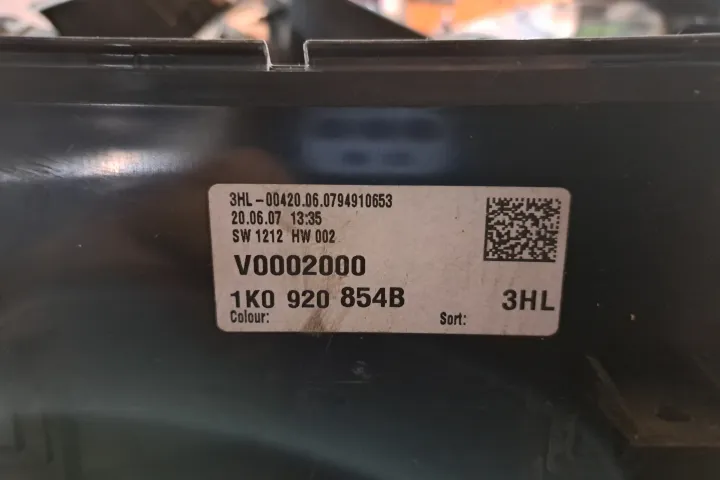 3HL-00420.06.0794910653
20.06.07 13:35
SW 1212 HW 002
V0002000
1K0 920 854B 3HL
Colour: Sort: